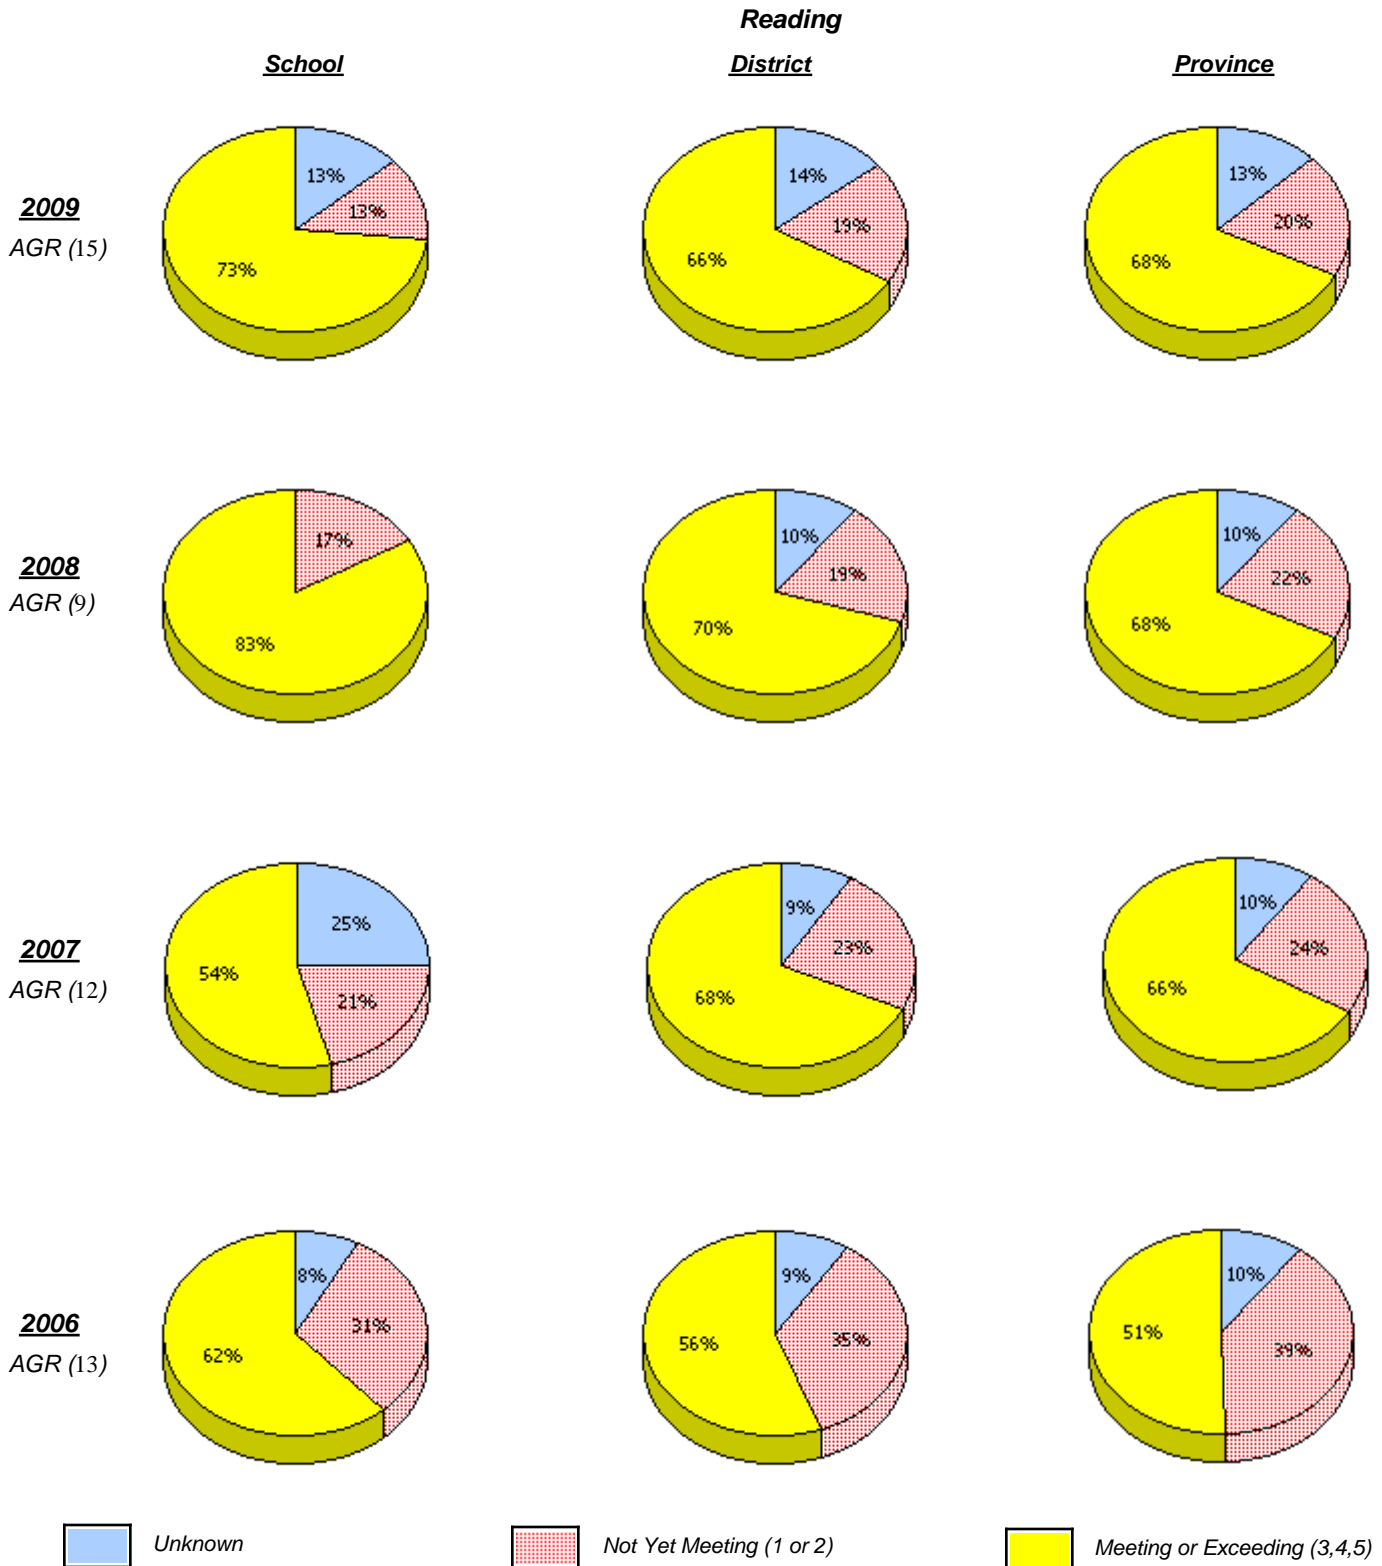 Reading
School District Province
13% 14% 13%
2009
13% 19% 20%
AGR (15)
73% 66% 68%
17% 10% 10%
2008
19% 22%
AGR (9)
83% 70% 68%
25% 9% 10%
2007
54% 23% 24%
AGR (12)
21% 68% 66%
8% 9% 10%
2006
31% 35% 39%
AGR (13)
62% 56% 51%
Unknown Not Yet Meeting (1 or 2) Meeting or Exceeding (3,4,5)